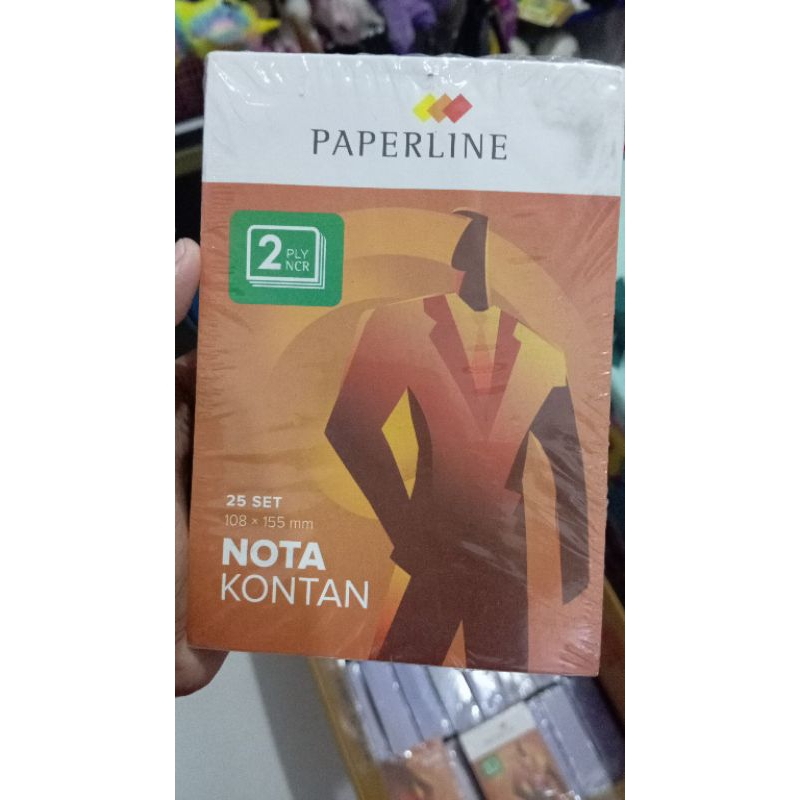 PAPERLINE
2 PLY
NCR
25 SET
108 × 155 mm
NOTA
KONTAN